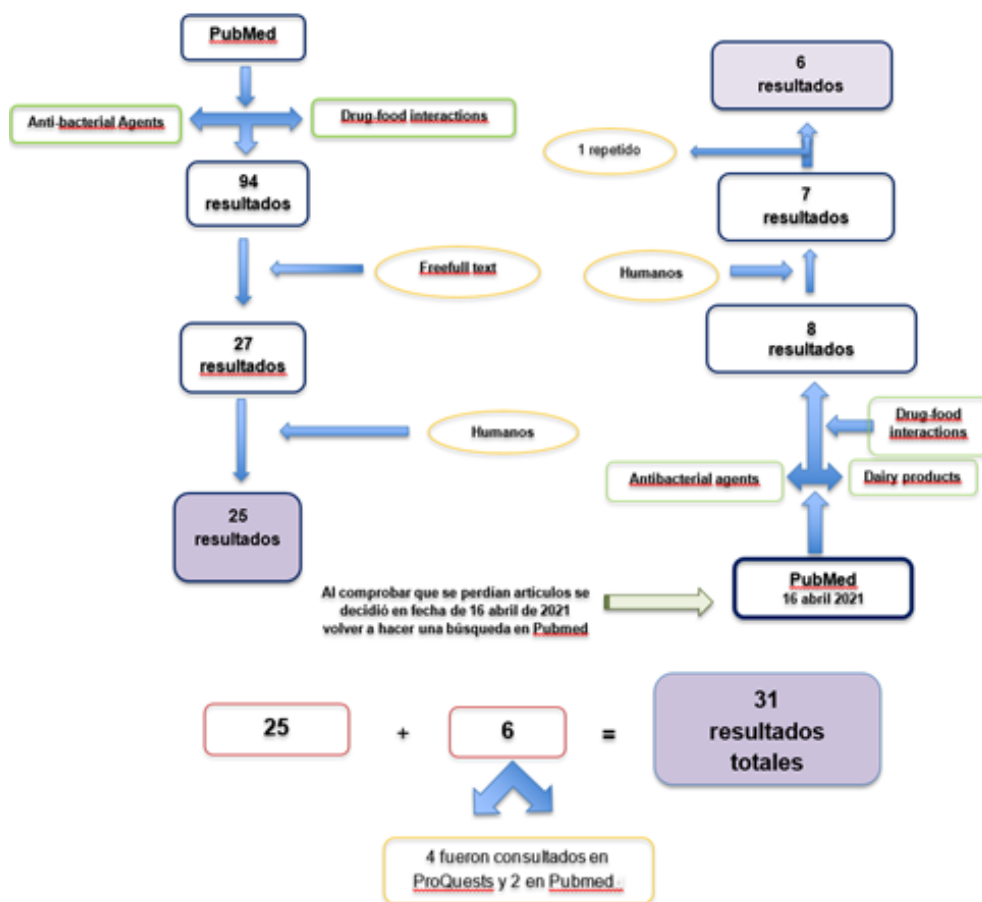 PubMed
Anti-bacterial Agents
Drug-food interactions
94
resultados
Freefull text
27
resultados
Humanos
25
resultados
6
resultados
1 repetido
7
resultados
Humanos
8
resultados
Drug-food
interactions
Antibacterial agents
Dairy products
PubMed
16 abril 2021
Al comprobar que se perdían artículos se
decidió en fecha de 16 abril de 2021
volver a hacer una búsqueda en Pubmed
25
+
6
=
31
resultados
totales
4 fueron consultados en
ProQuests y 2 en Pubmed.